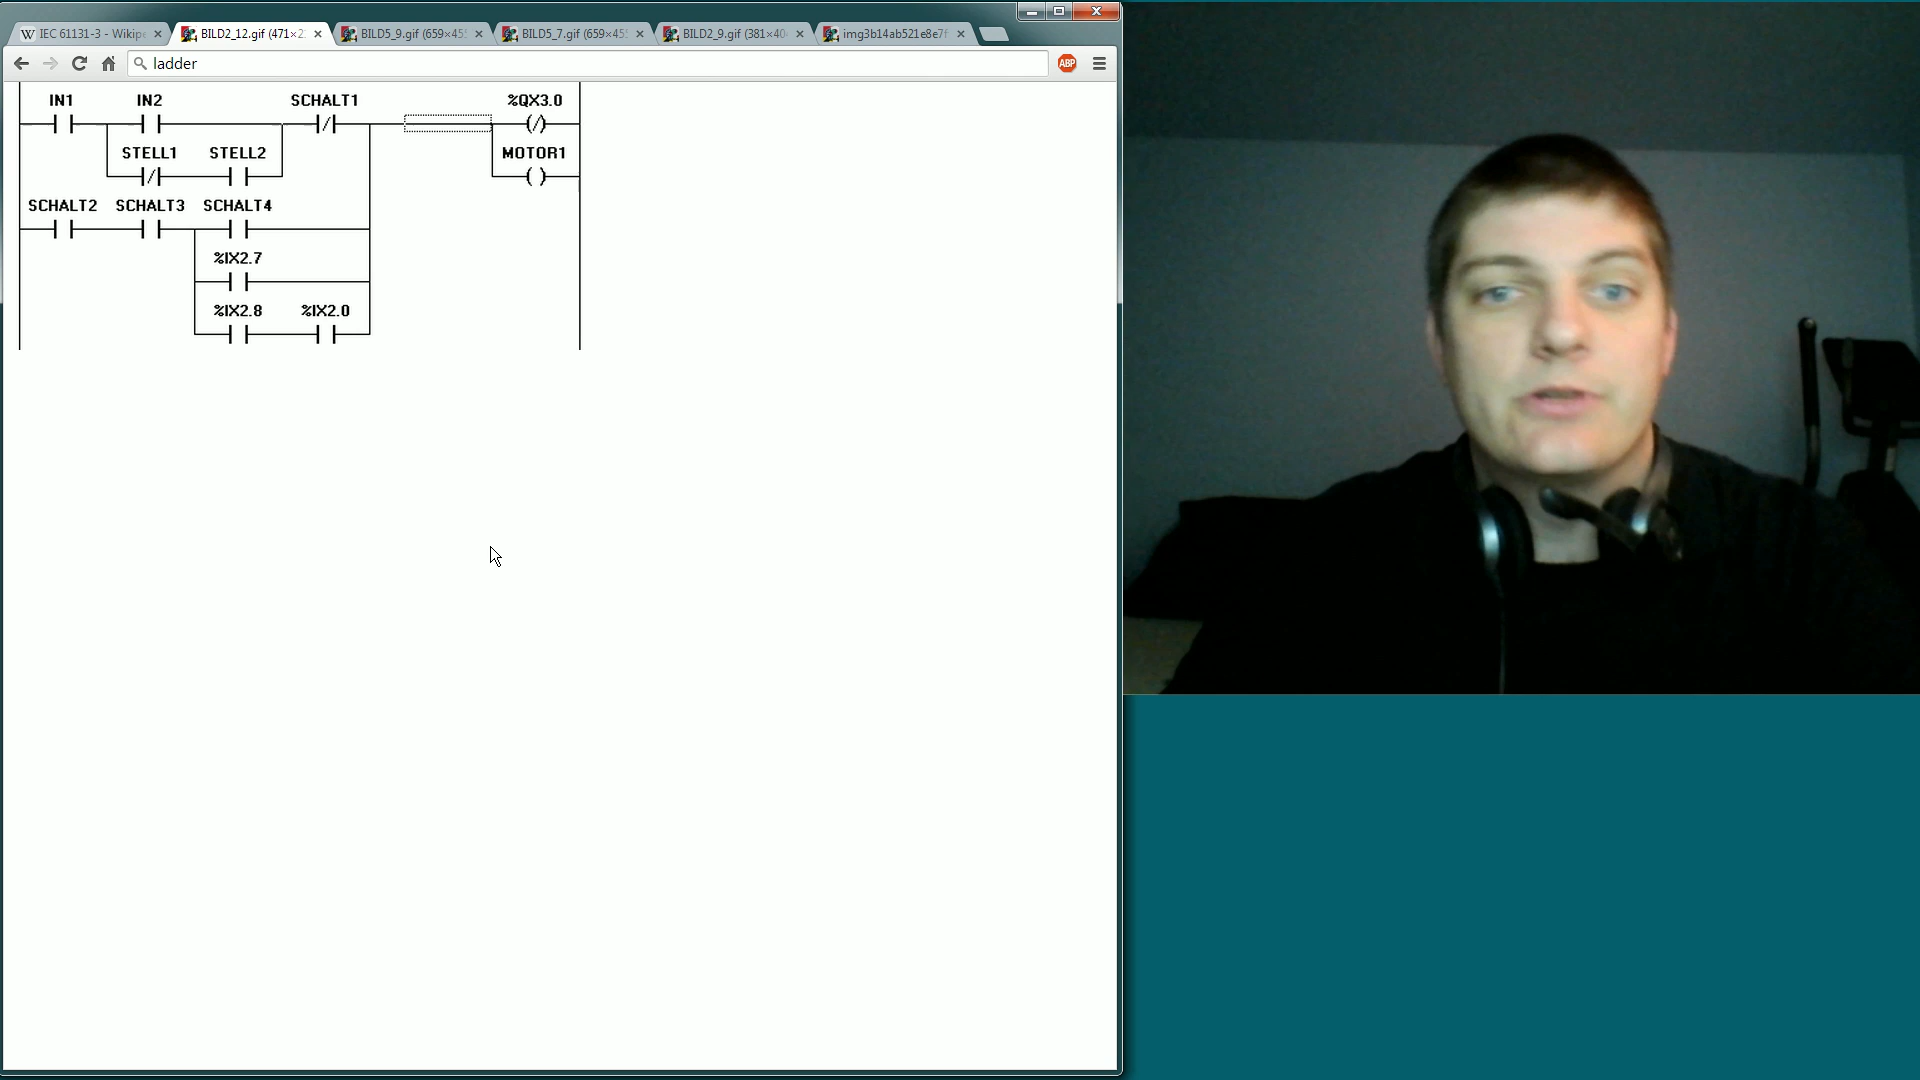 IEC 61131-3 - Wikipe
BILD2_12.gif (471×2
BILD5_9.gif (659×45
BILD5_7.gif (659×45
BILD2_9.gif (381×40
img3b14ab521e8e7f
ladder
ABP
IN1 IN2 SCHALT1 %QX3.0
STELL1 STELL2 MOTOR1
SCHALT2 SCHALT3 SCHALT4
%IX2.7
%IX2.8 %IX2.0